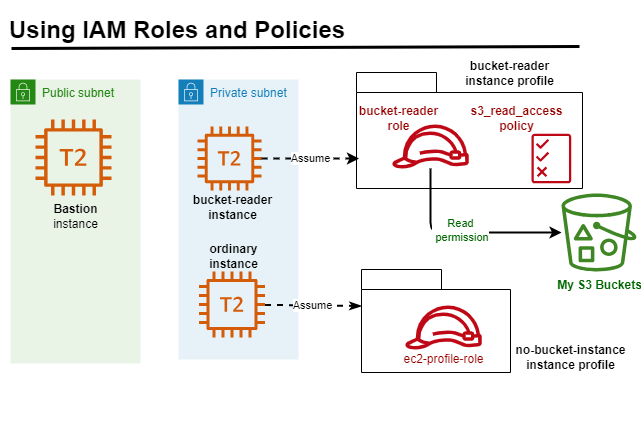 Using IAM Roles and Policies
bucket-reader
instance profile
Public subnet
Private subnet
bucket-reader
role
s3_read_access
policy
T2
T2
Assume
Bastion
instance
bucket-reader
instance
Read
permission
ordinary
instance
My S3 Buckets
T2
Assume
ec2-profile-role
no-bucket-instance
instance profile